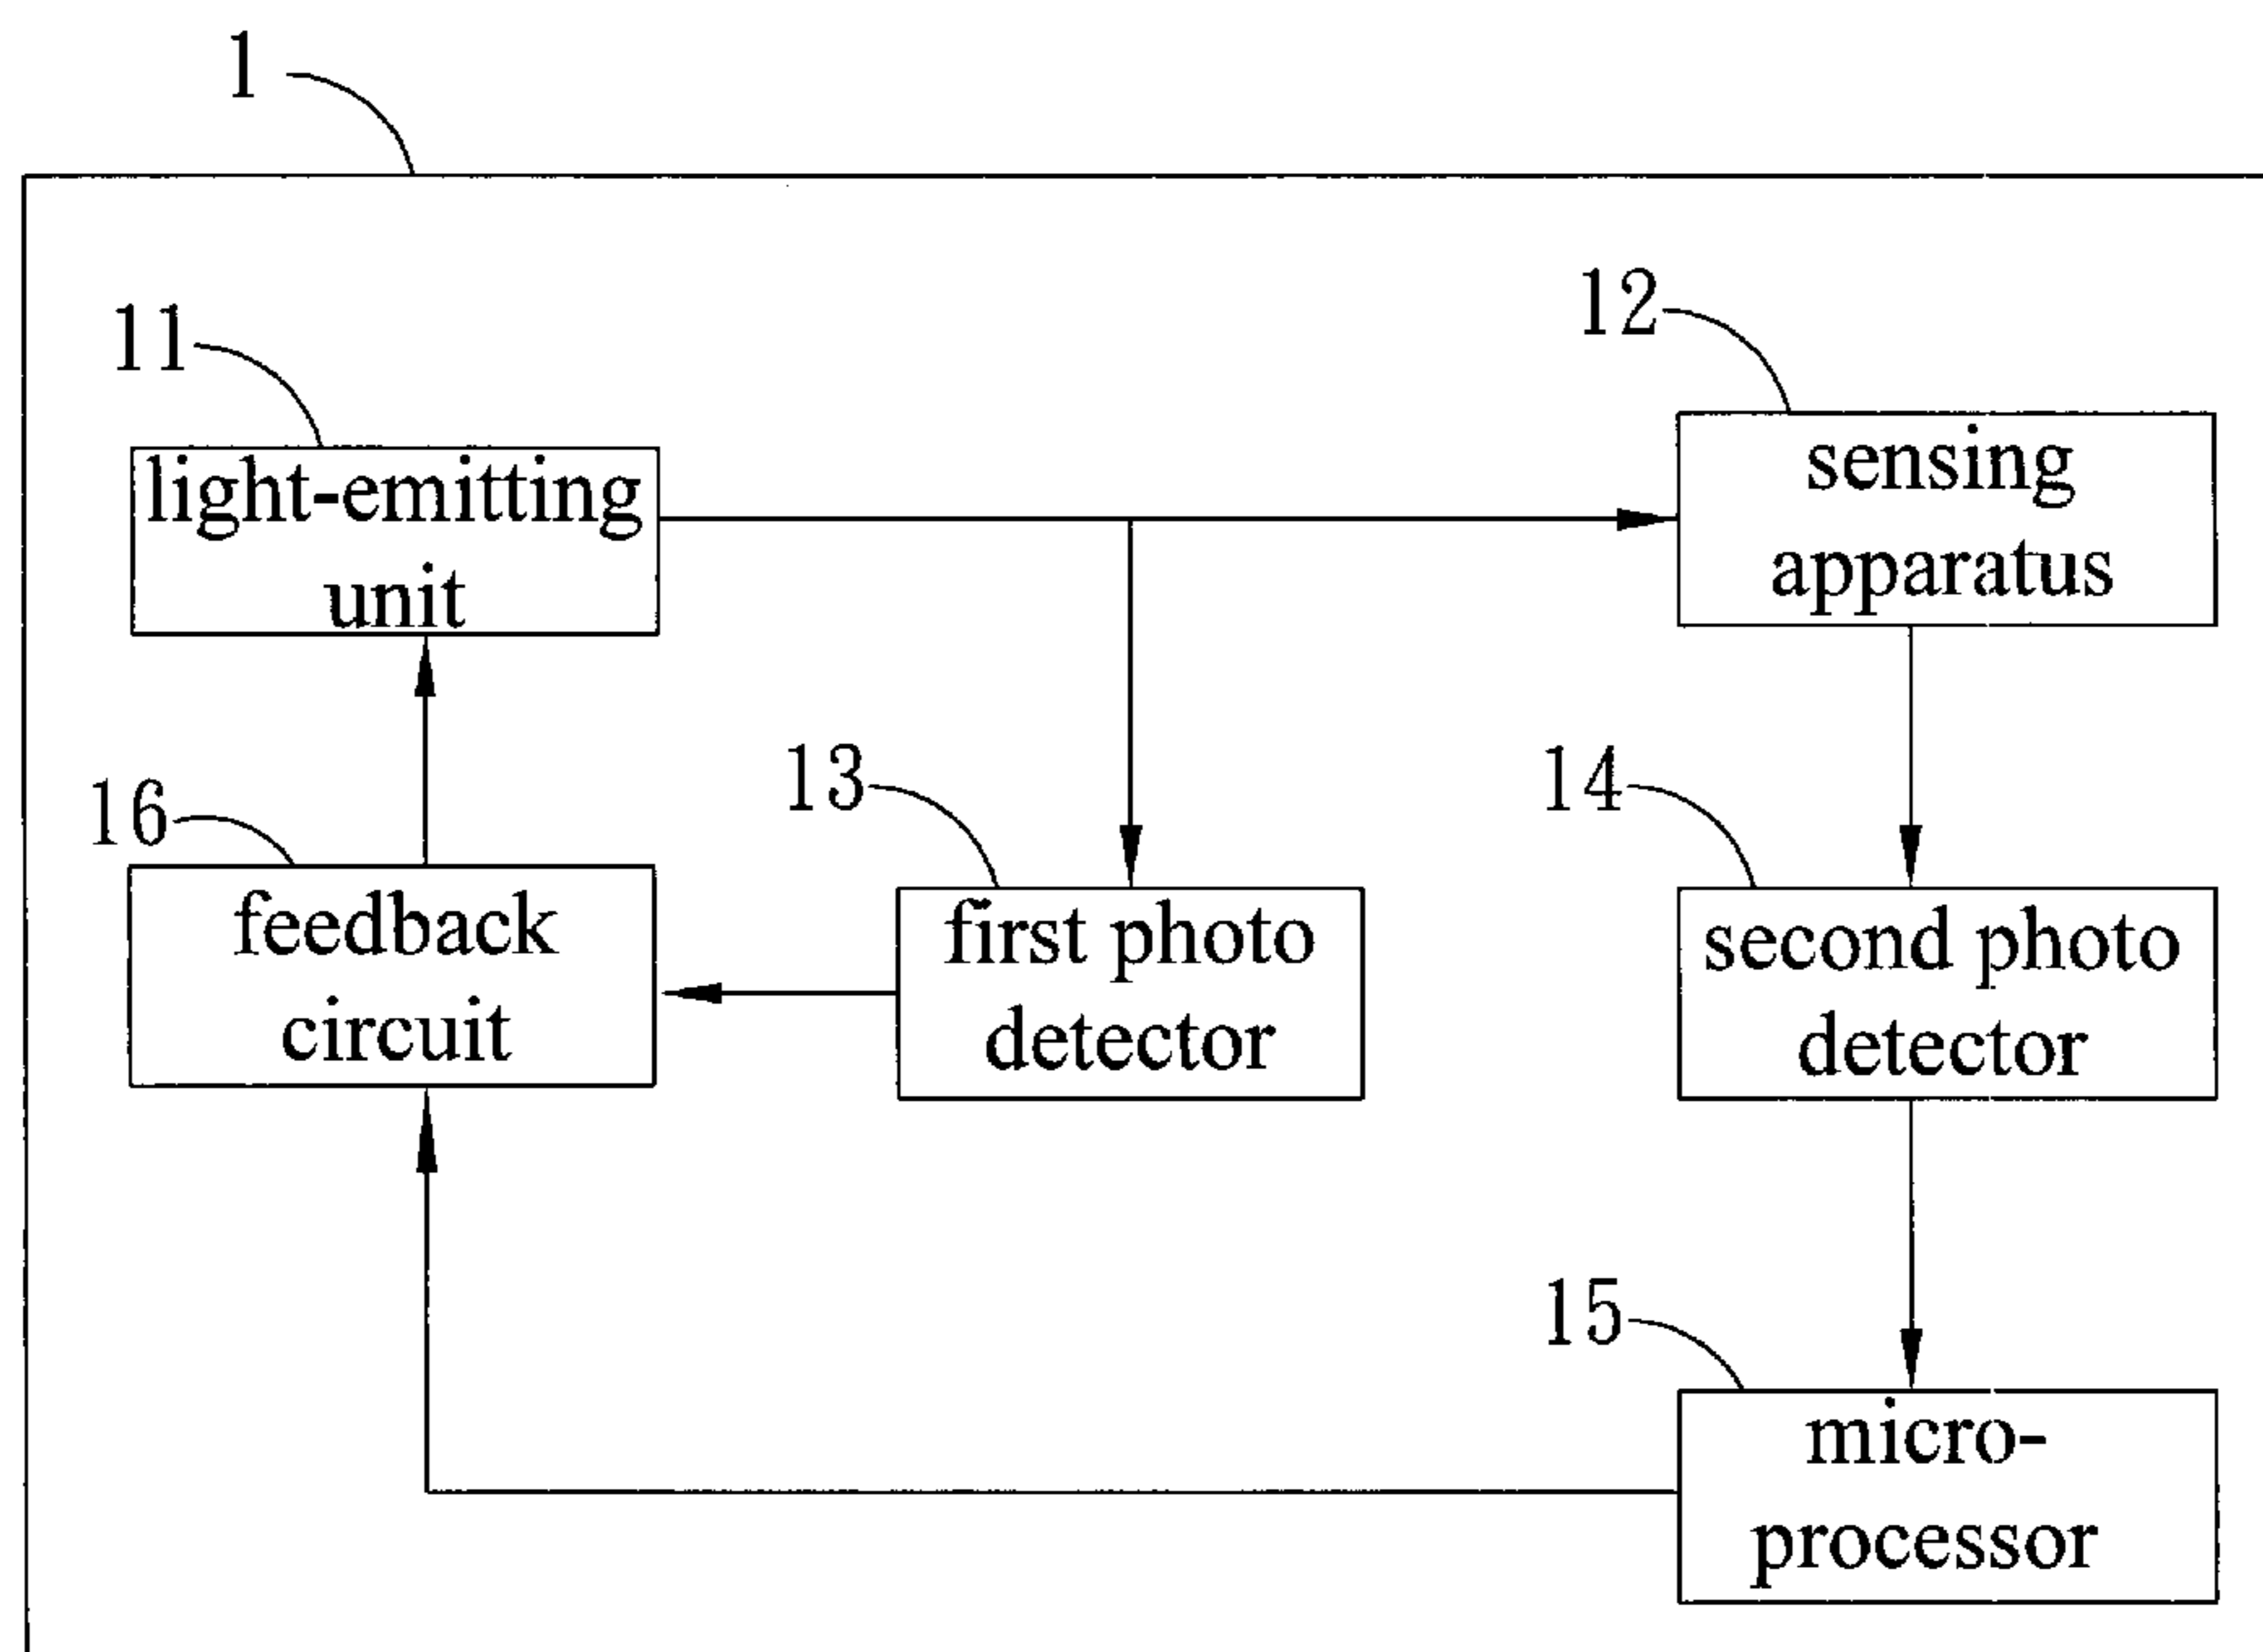 1
11
light-emitting
unit
12
sensing
apparatus
16
feedback
circuit
13
first photo
detector
14
second photo
detector
15
micro-
processor